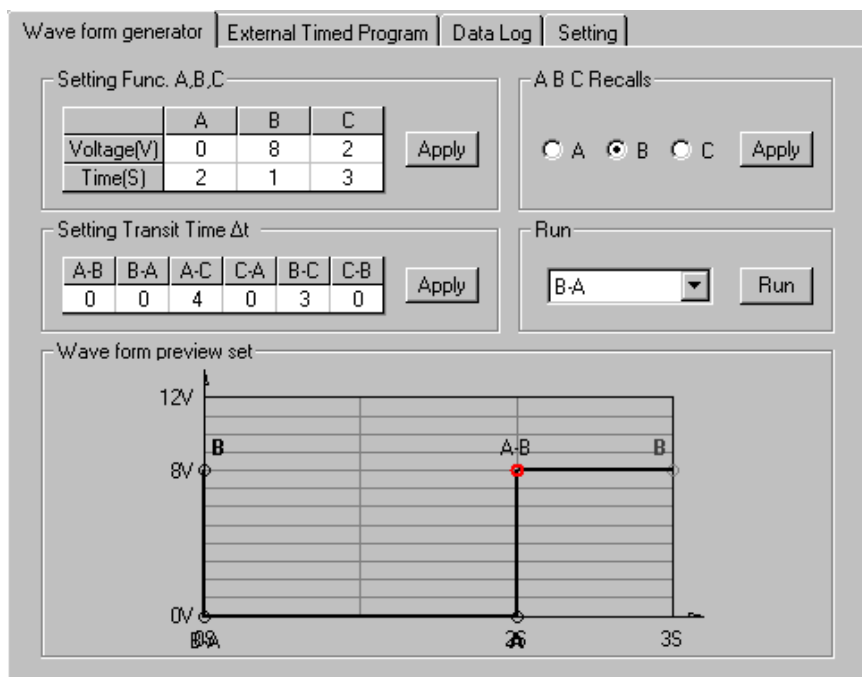 Wave form generator External Timed Program Data Log Setting
Setting Func. A,B,C
A B C
Voltage(V) 0 8 2
Time(S) 2 1 3
Apply
A B C Recalls
A B C Apply
Setting Transit Time Δt
A-B B-A A-C C-A B-C C-B
0 0 4 0 3 0
Apply
Run
B-A Run
Wave form preview set
12V
B A-B B
8V
0V
B-A A 3S